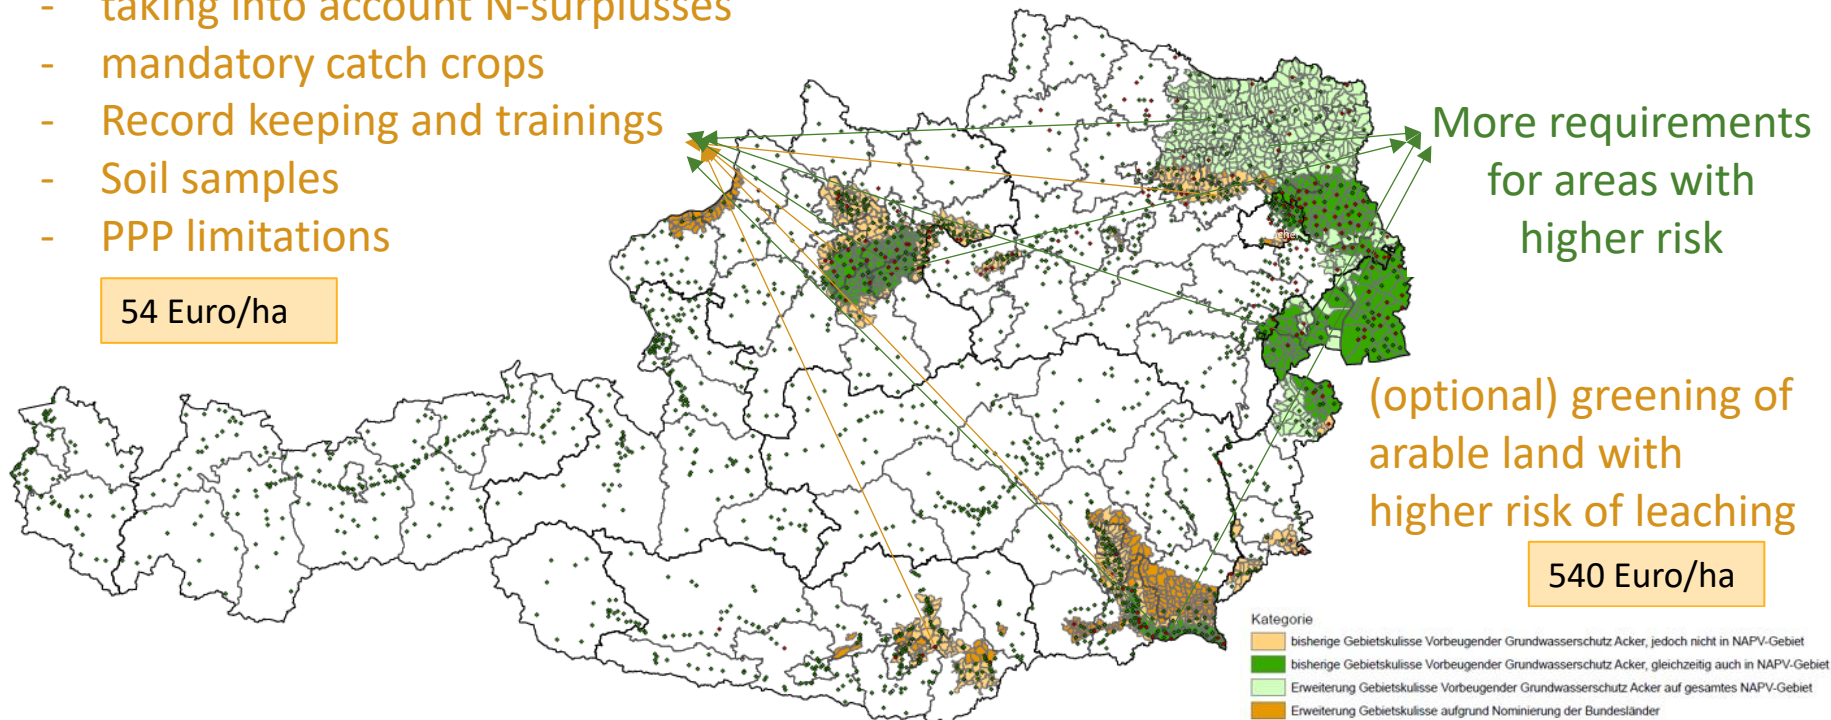 - taking into account N-surplusses
- mandatory catch crops
- Record keeping and trainings
- Soil samples
- PPP limitations
54 Euro/ha
More requirements
for areas with
higher risk
(optional) greening of
arable land with
higher risk of leaching
540 Euro/ha
Kategorie
bisherige Gebietskulisse Vorbeugender Grundwasserschutz Acker, jedoch nicht in NAPV-Gebiet
bisherige Gebietskulisse Vorbeugender Grundwasserschutz Acker, gleichzeitig auch in NAPV-Gebiet
Erweiterung Gebietskulisse Vorbeugender Grundwasserschutz Acker auf gesamtes NAPV-Gebiet
Erweiterung Gebietskulisse aufgrund Nominierung der Bundesländer